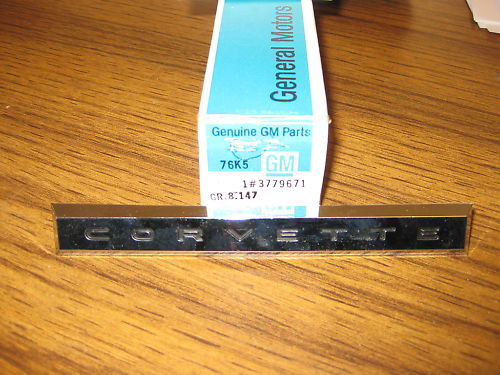 General Motors
Genuine GM Parts
76K5 GM
1#3779671
GR.8.147
CORVETTE